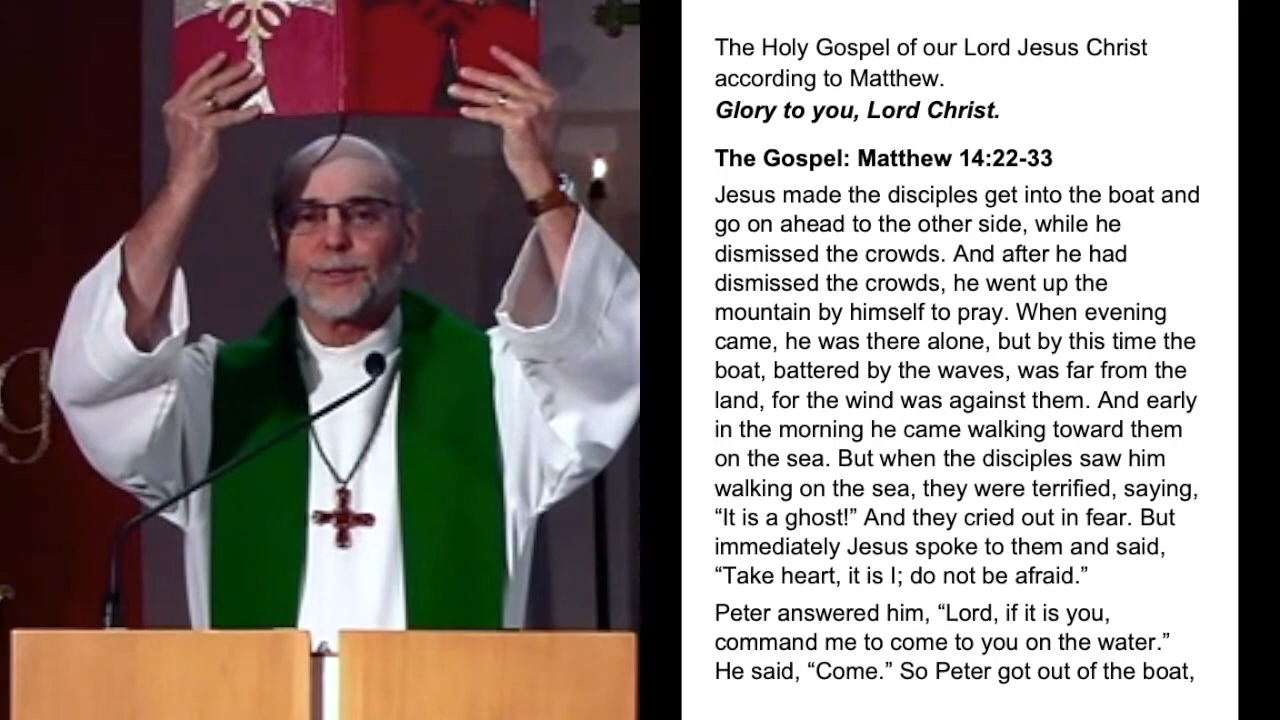 The Holy Gospel of our Lord Jesus Christ
according to Matthew.
Glory to you, Lord Christ.
The Gospel: Matthew 14:22-33
Jesus made the disciples get into the boat and
go on ahead to the other side, while he
dismissed the crowds. And after he had
dismissed the crowds, he went up the
mountain by himself to pray. When evening
came, he was there alone, but by this time the
boat, battered by the waves, was far from the
land, for the wind was against them. And early
in the morning he came walking toward them
on the sea. But when the disciples saw him
walking on the sea, they were terrified, saying,
“It is a ghost!” And they cried out in fear. But
immediately Jesus spoke to them and said,
“Take heart, it is I; do not be afraid.”
Peter answered him, “Lord, if it is you,
command me to come to you on the water.”
He said, “Come.” So Peter got out of the boat,